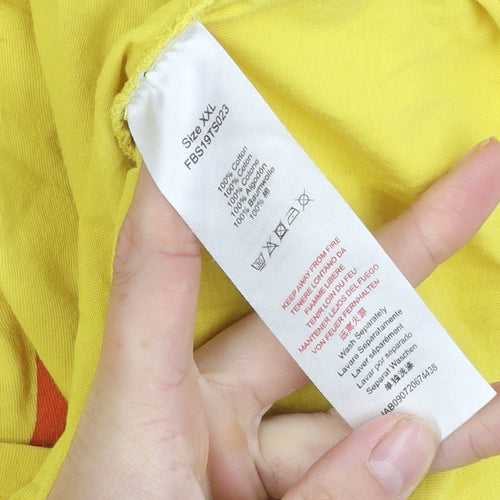 Size XXL
FBS19TS023
100% Cotton
100% Coton
100% Cotone
100% Algodón
100% Baumwolle
100% 棉
KEEP AWAY FROM FIRE
TENERE LONTANO DA
FIAMME LIBERE
TENIR LOIN DU FEU
MANTENER LEJOS DEL FUEGO
VON FEUER FERNHALTEN
远离火源
Wash Separately
Lavare Separatamente
Laver séparément
Lavar por separado
Separat Waschen
单独洗涤
IAB090720674438